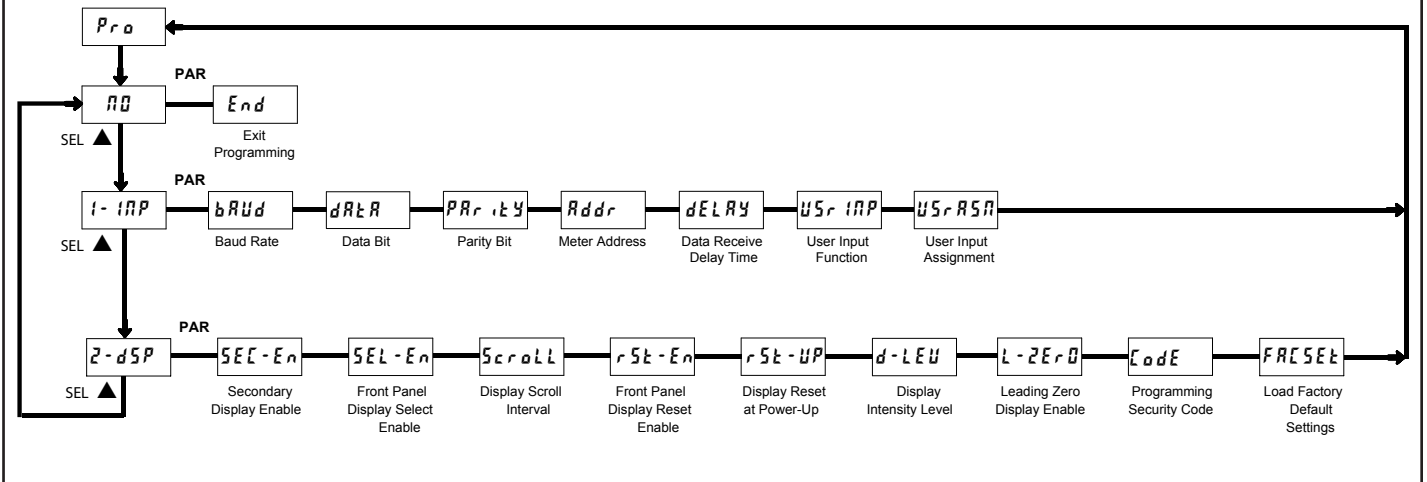 Pro
PAR
NO
End
SEL ▲
Exit
Programming
PAR
1-INP
bAUd
dAtA
PAritY
Addr
dELAY
USrINP
USrASN
SEL ▲
Baud Rate
Data Bit
Parity Bit
Meter Address
Data Receive
Delay Time
User Input
Function
User Input
Assignment
PAR
2-dSP
SEC-En
SEL-En
ScroLL
rSt-En
rSt-UP
d-LEV
L-ZErO
CodE
FACSEt
SEL ▲
Secondary
Display Enable
Front Panel
Display Select
Enable
Display Scroll
Interval
Front Panel
Display Reset
Enable
Display Reset
at Power-Up
Display
Intensity Level
Leading Zero
Display Enable
Programming
Security Code
Load Factory
Default
Settings